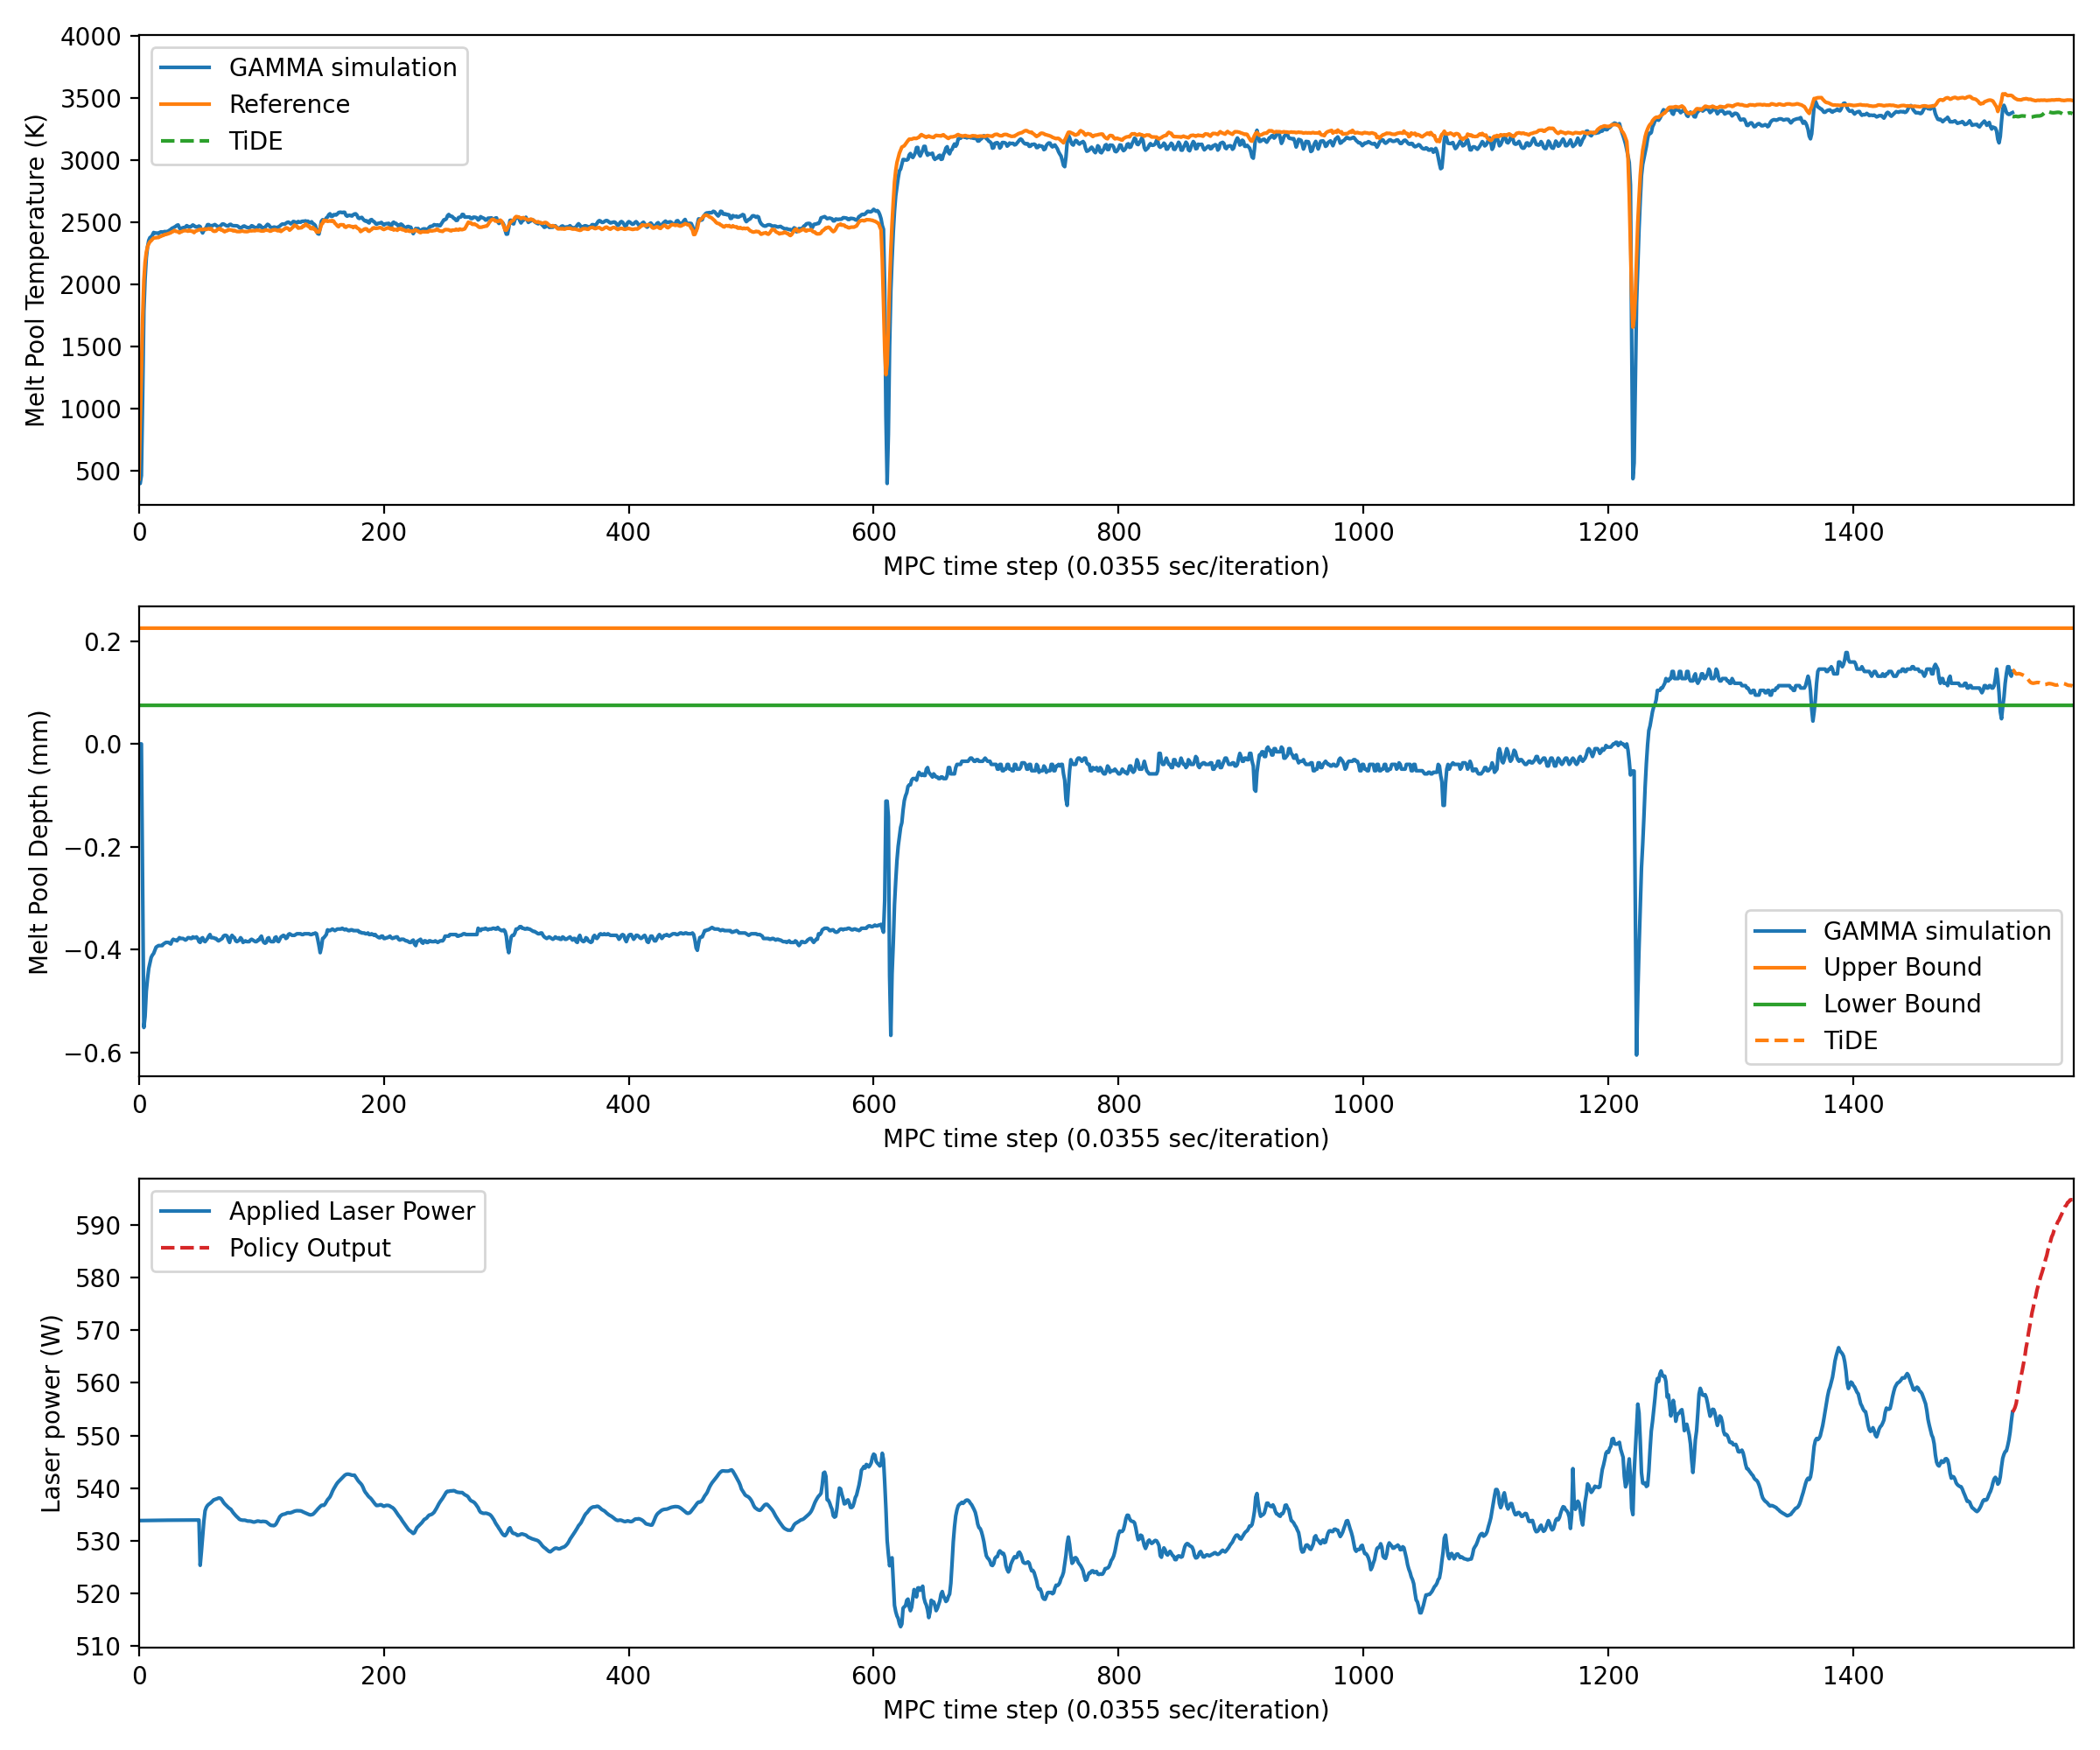 4000
3500
3000
2500
2000
1500
1000
500
Melt Pool Temperature (K)
GAMMA simulation
Reference
TiDE
0 200 400 600 800 1000 1200 1400
MPC time step (0.0355 sec/iteration)
0.2
0.0
−0.2
−0.4
−0.6
Melt Pool Depth (mm)
GAMMA simulation
Upper Bound
Lower Bound
TiDE
0 200 400 600 800 1000 1200 1400
MPC time step (0.0355 sec/iteration)
590
580
570
560
550
540
530
520
510
Laser power (W)
Applied Laser Power
Policy Output
0 200 400 600 800 1000 1200 1400
MPC time step (0.0355 sec/iteration)